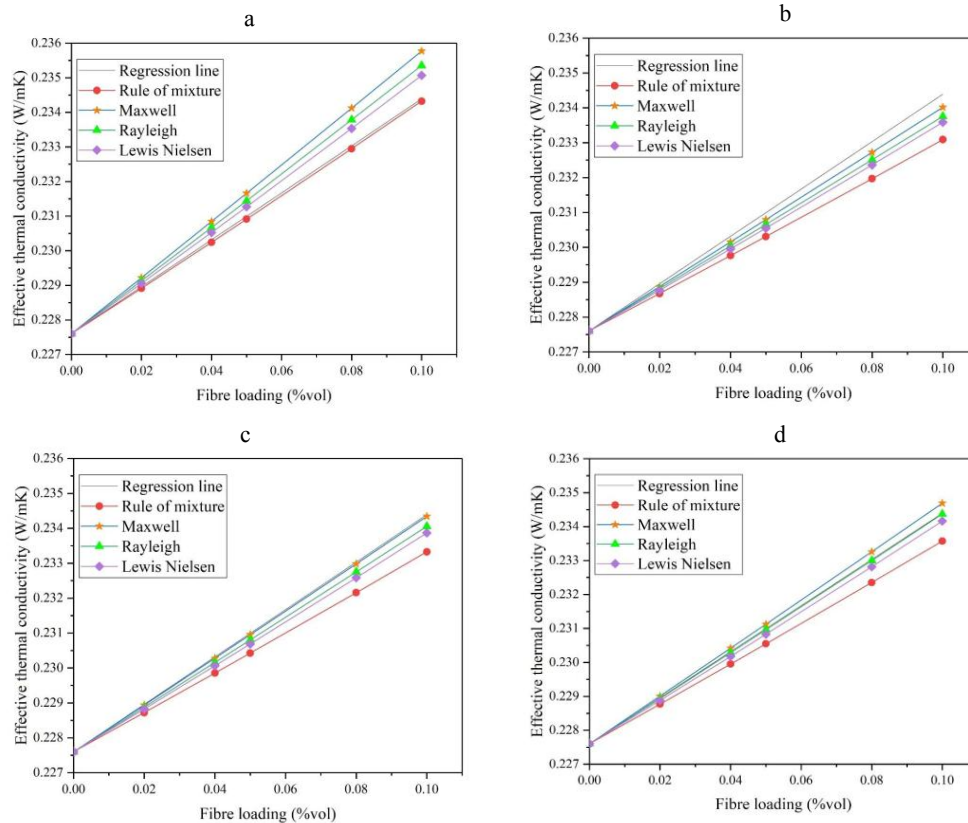 a
0.236
0.235
0.234
0.233
0.232
0.231
0.230
0.229
0.228
0.227
Effective thermal conductivity (W/mK)
Regression line
Rule of mixture
Maxwell
Rayleigh
Lewis Nielsen
0.00 0.02 0.04 0.06 0.08 0.10
Fibre loading (%vol)
b
0.236
0.235
0.234
0.233
0.232
0.231
0.230
0.229
0.228
0.227
Effective thermal conductivity (W/mK)
Regression line
Rule of mixture
Maxwell
Rayleigh
Lewis Nielsen
0.00 0.02 0.04 0.06 0.08 0.10
Fibre loading (%vol)
c
0.236
0.235
0.234
0.233
0.232
0.231
0.230
0.229
0.228
0.227
Effective thermal conductivity (W/mK)
Regression line
Rule of mixture
Maxwell
Rayleigh
Lewis Nielsen
0.00 0.02 0.04 0.06 0.08 0.10
Fibre loading (%vol)
d
0.236
0.235
0.234
0.233
0.232
0.231
0.230
0.229
0.228
0.227
Effective thermal conductivity (W/mK)
Regression line
Rule of mixture
Maxwell
Rayleigh
Lewis Nielsen
0.00 0.02 0.04 0.06 0.08 0.10
Fibre loading (%vol)